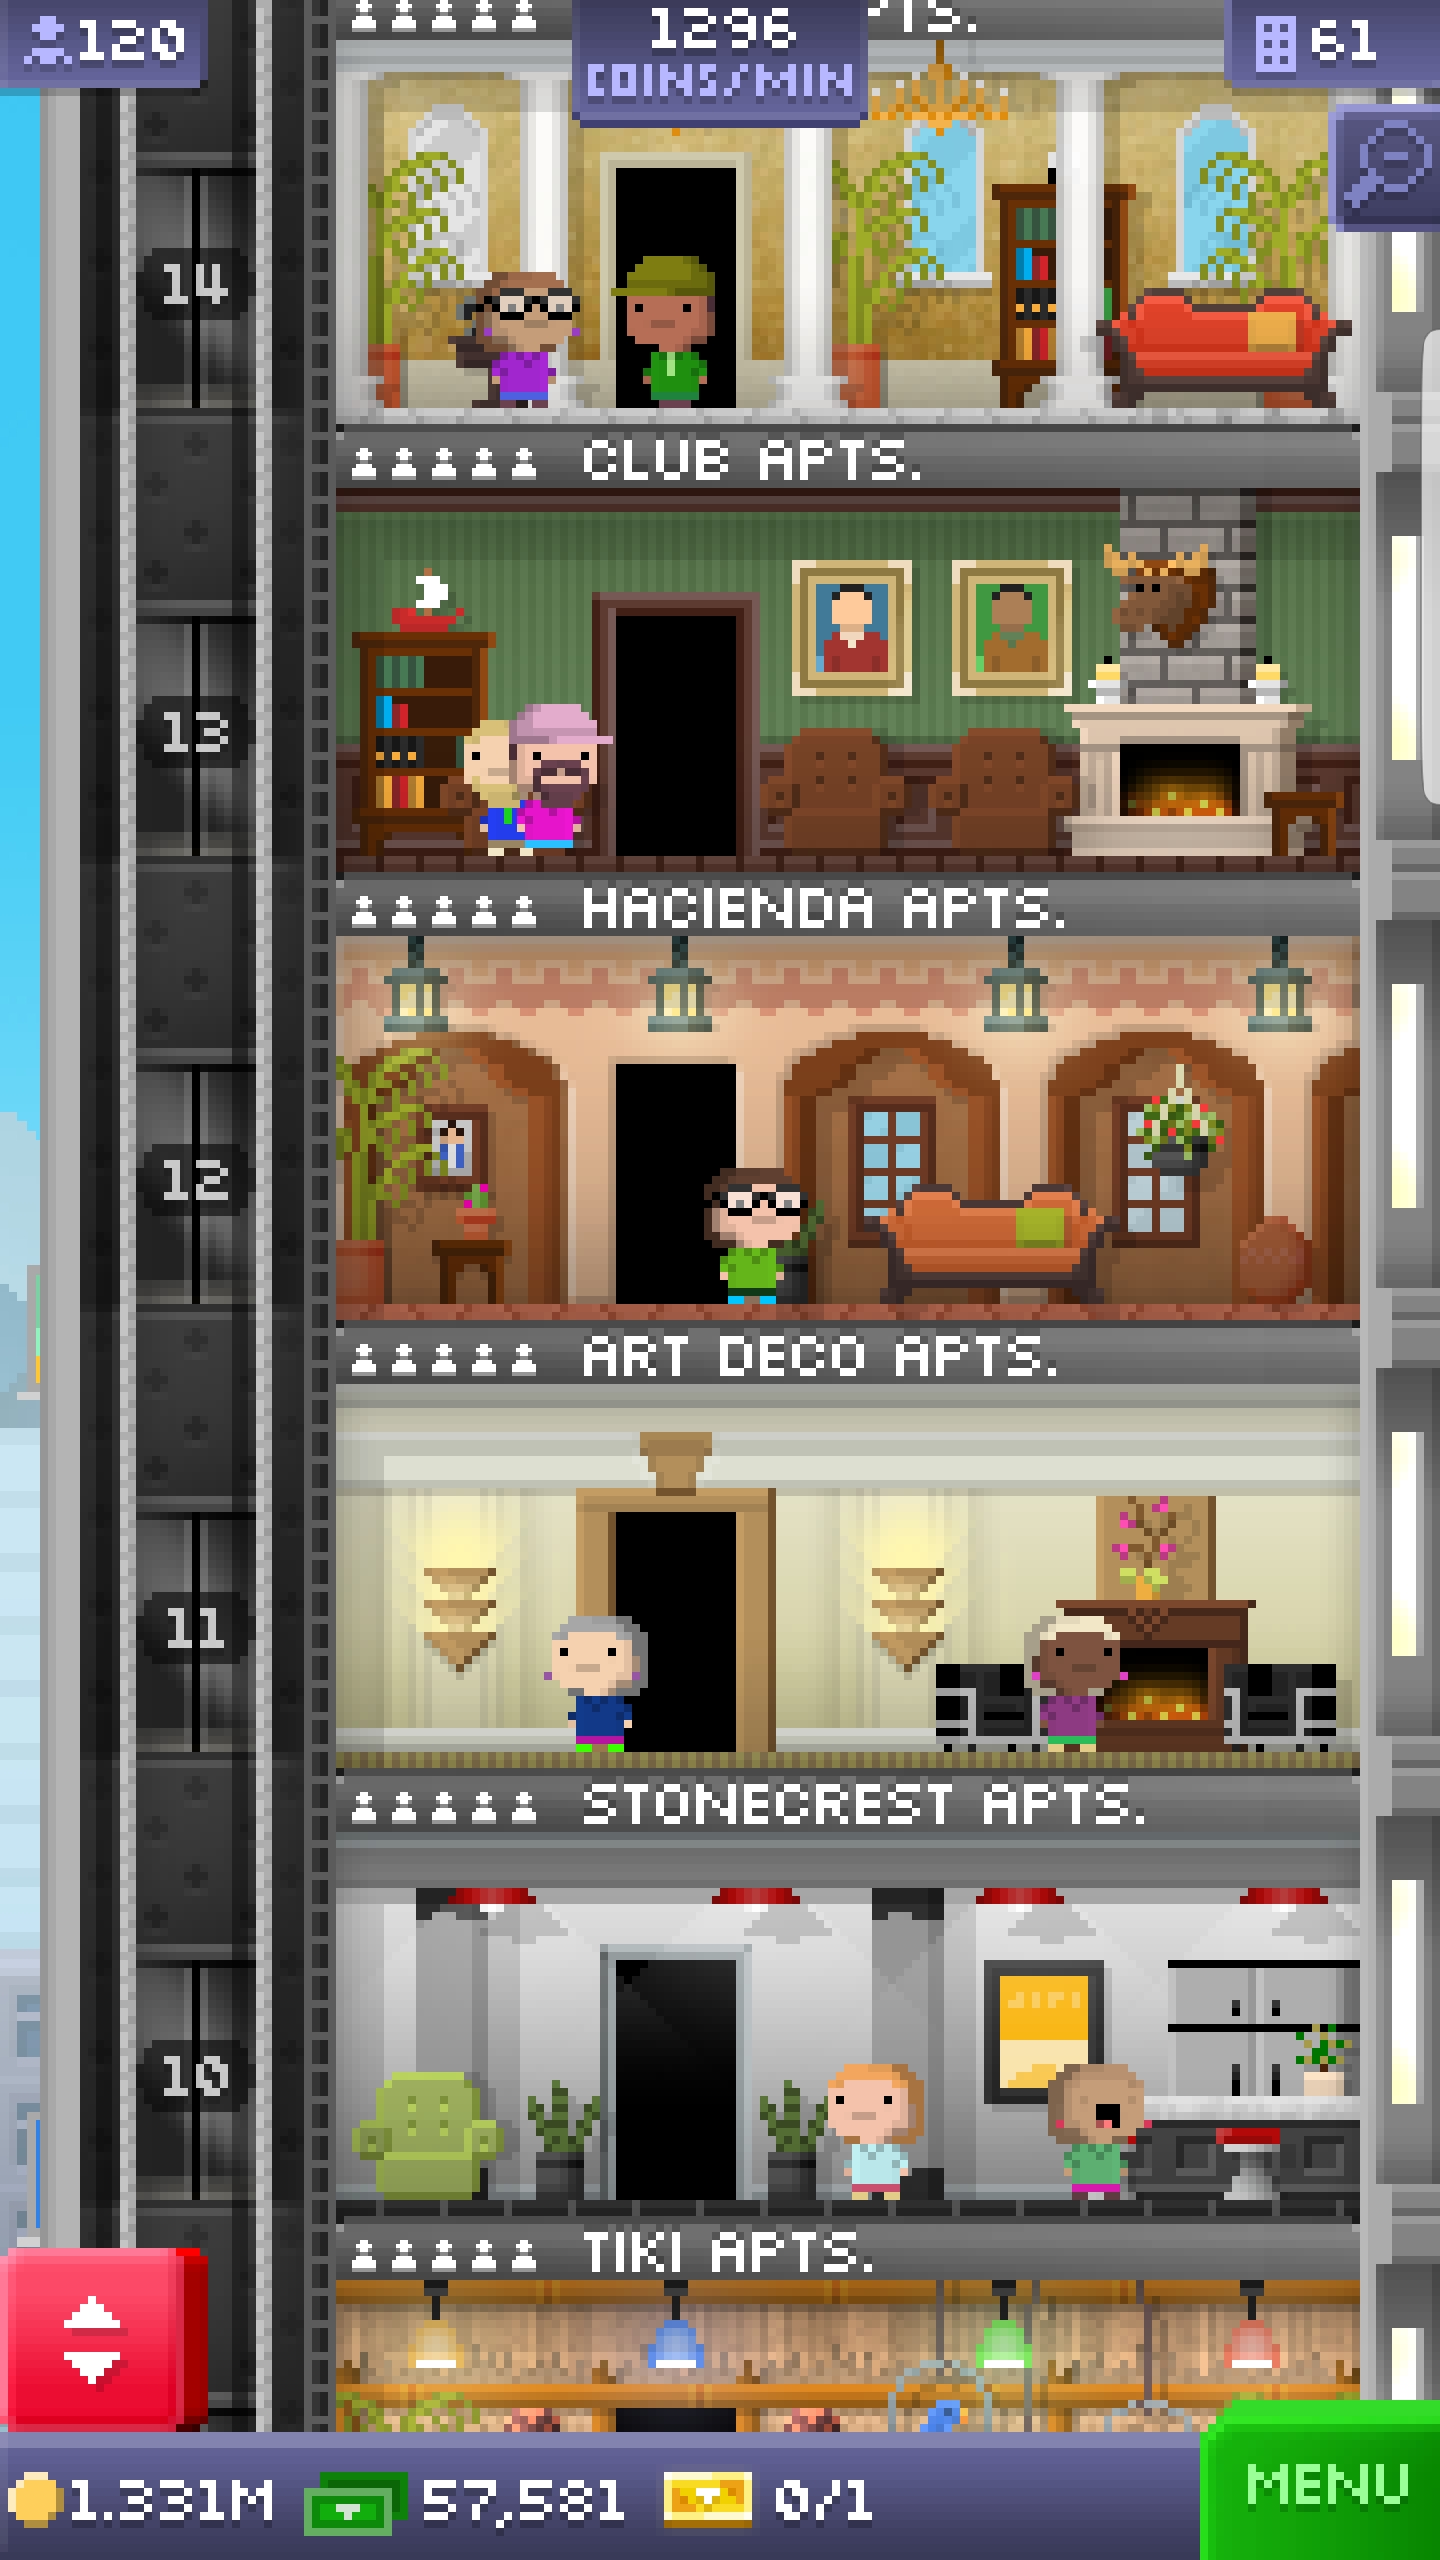 120
1296
COINS/MIN
PTS.
61
14
CLUB APTS.
13
HACIENDA APTS.
12
ART DECO APTS.
11
STONECREST APTS.
10
TIKI APTS.
1.331M
57,581
0/1
MENU